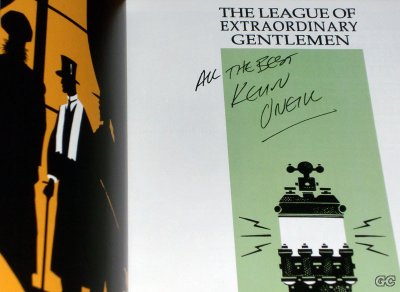 THE LEAGUE OF
EXTRAORDINARY
GENTLEMEN
ALL THE BEST
KEVIN
O'NEILL
GC